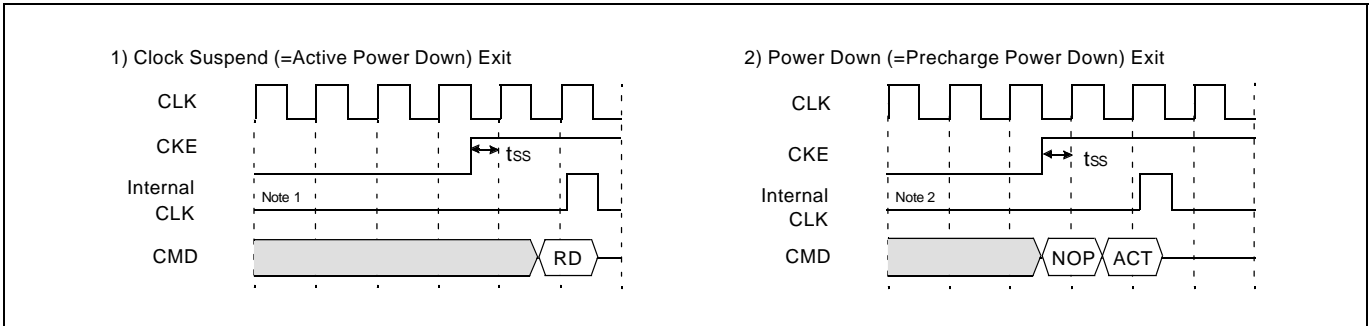 1) Clock Suspend (=Active Power Down) Exit
CLK
CKE
tss
Internal
CLK
Note 1
CMD
RD
2) Power Down (=Precharge Power Down) Exit
CLK
CKE
tss
Internal
CLK
Note 2
CMD
NOP
ACT